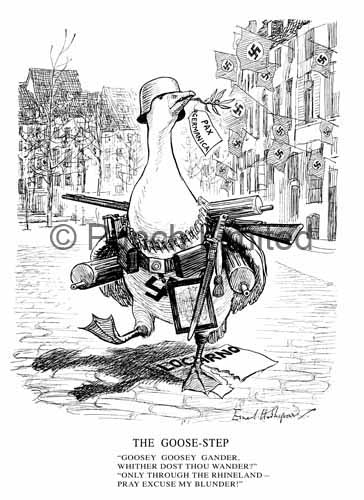 PAX
GERMANICA
© Punch Limited
LOCARNO
Ernest H. Shepard.
THE GOOSE-STEP
"GOOSEY GOOSEY GANDER,
WHITHER DOST THOU WANDER?"
"ONLY THROUGH THE RHINELAND—
PRAY EXCUSE MY BLUNDER!"